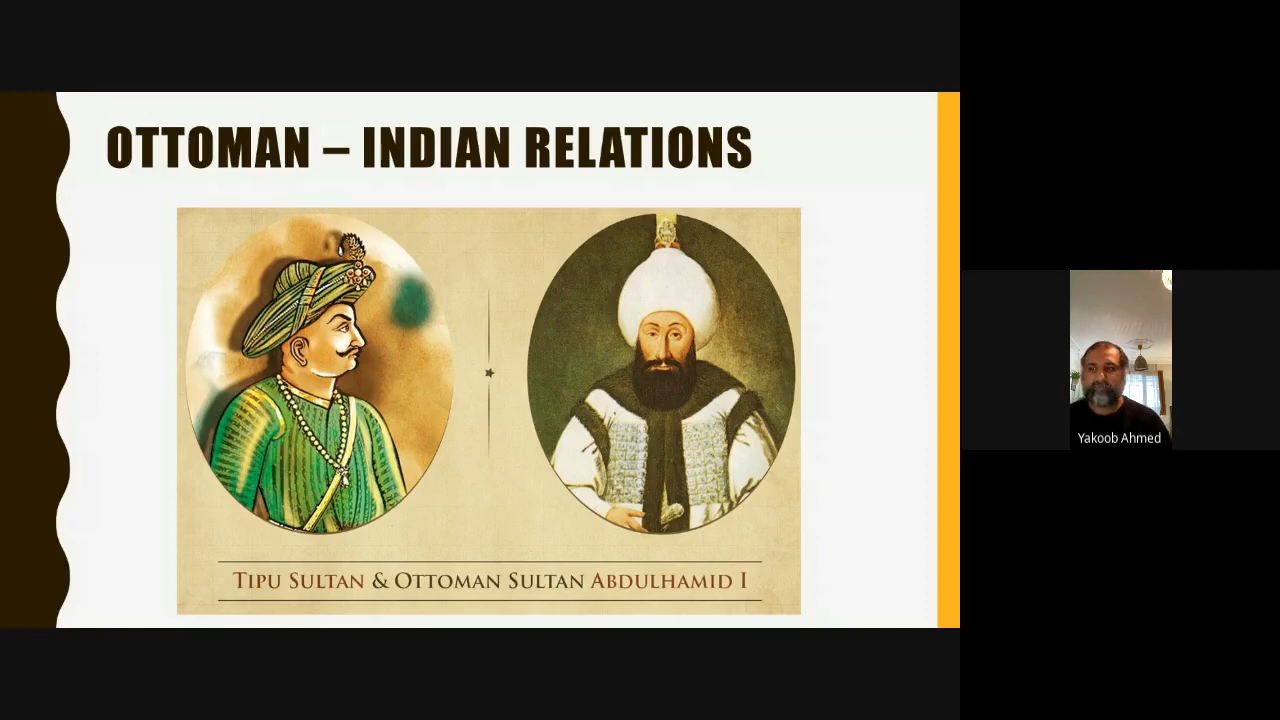 OTTOMAN – INDIAN RELATIONS
TIPU SULTAN & OTTOMAN SULTAN ABDULHAMID I
Yakoob Ahmed